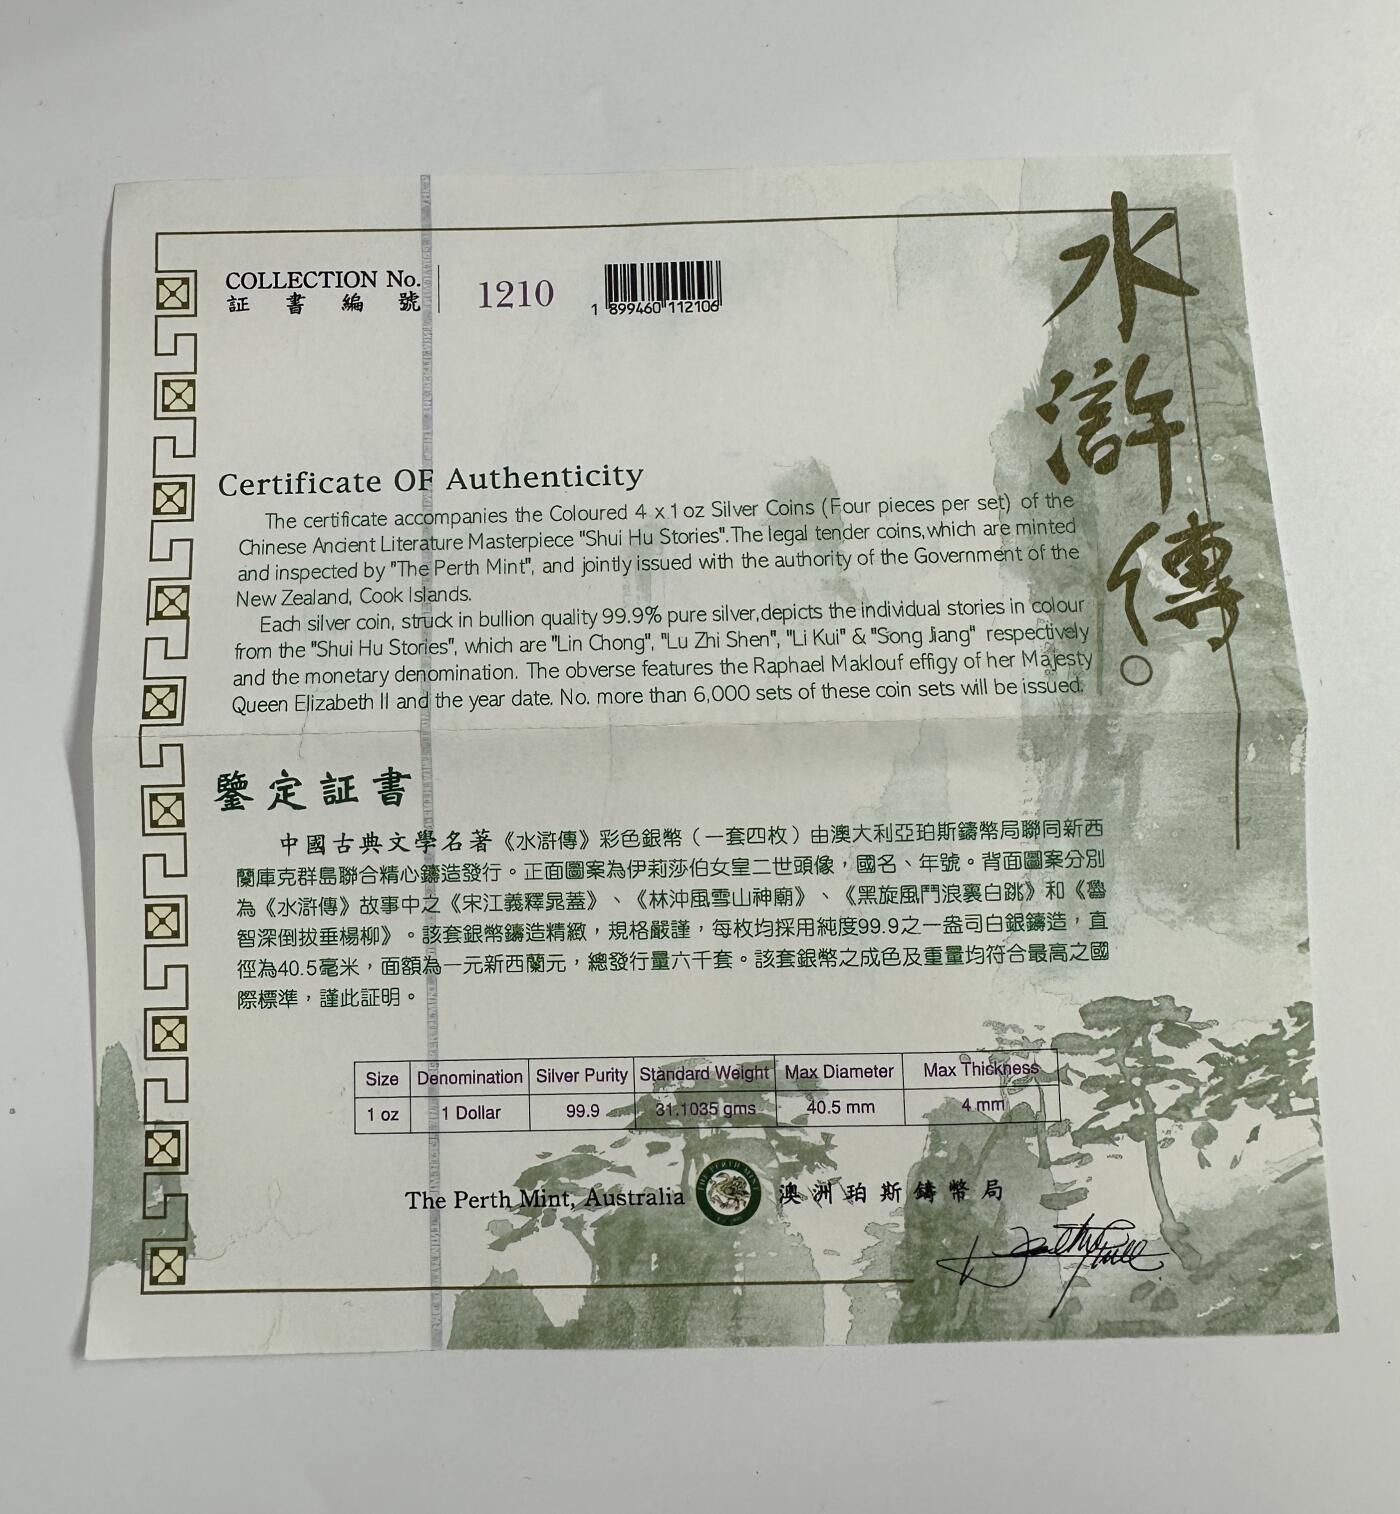 COLLECTION No.
証書編號
1210
1 899460 112106
水滸傳
Certificate OF Authenticity
The certificate accompanies the Coloured 4 x 1 oz Silver Coins (Four pieces per set) of the
Chinese Ancient Literature Masterpiece "Shui Hu Stories".The legal tender coins,which are minted
and inspected by "The Perth Mint", and jointly issued with the authority of the Government of the
New Zealand, Cook Islands.
Each silver coin, struck in bullion quality 99.9% pure silver,depicts the individual stories in colour
from the "Shui Hu Stories", which are "Lin Chong", "Lu Zhi Shen", "Li Kui" & "Song Jiang" respectively
and the monetary denomination. The obverse features the Raphael Maklouf effigy of her Majesty
Queen Elizabeth II and the year date. No. more than 6,000 sets of these coin sets will be issued.
鑒定証書
中國古典文學名著《水滸傳》彩色銀幣（一套四枚）由澳大利亞珀斯鑄幣局聯同新西
蘭庫克群島聯合精心鑄造發行。正面圖案為伊莉莎伯女皇二世頭像，國名、年號。背面圖案分別
為《水滸傳》故事中之《宋江義釋晁蓋》、《林沖風雪山神廟》、《黑旋風鬥浪裏白跳》和《魯
智深倒拔垂楊柳》。該套銀幣鑄造精緻，規格嚴謹，每枚均採用純度99.9之一盎司白銀鑄造，直
徑為40.5毫米，面額為一元新西蘭元，總發行量六千套。該套銀幣之成色及重量均符合最高之國
際標準，謹此証明。
Size Denomination Silver Purity Standard Weight Max Diameter Max Thickness
1 oz 1 Dollar 99.9 31.1035 gms 40.5 mm 4 mm
The Perth Mint, Australia
THE PERTH MINT
澳洲珀斯鑄幣局